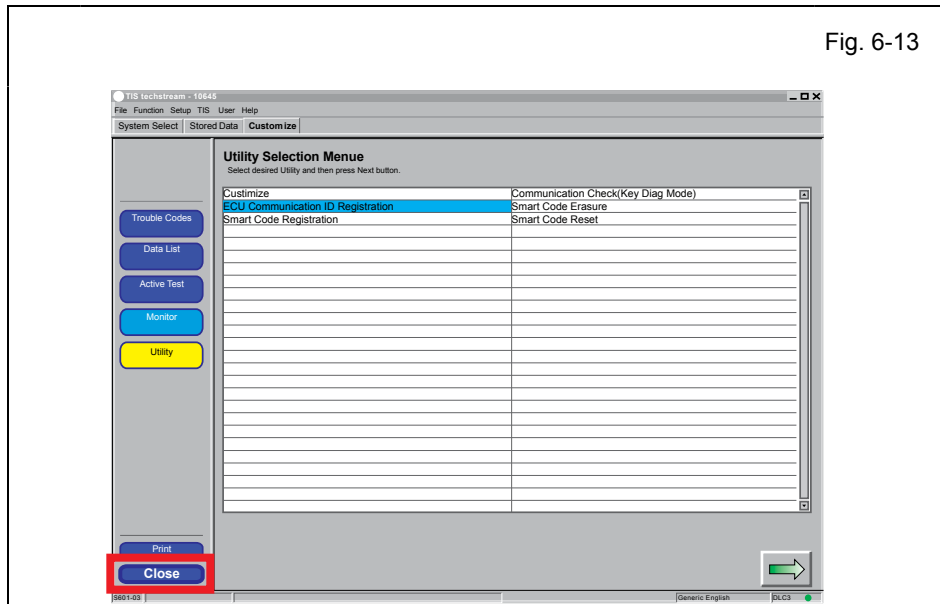 Fig. 6-13
TIS techstream - 10645
File Function Setup TIS User Help
System Select Stored Data Customize
Utility Selection Menue
Select desired Utility and then press Next button.
Custimize Communication Check(Key Diag Mode)
ECU Communication ID Registration Smart Code Erasure
Smart Code Registration Smart Code Reset
Trouble Codes
Data List
Active Test
Monitor
Utility
Print
Close
S601-03 Generic English DLC3